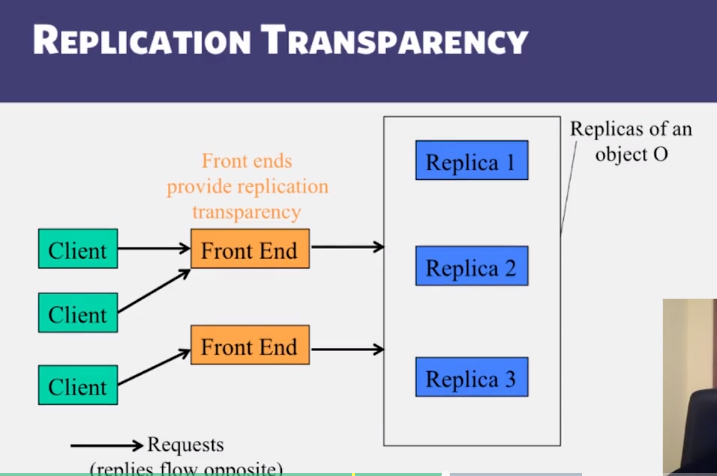 REPLICATION TRANSPARENCY
Front ends
provide replication
transparency
Replicas of an
object O
Client
Client
Client
Front End
Front End
Replica 1
Replica 2
Replica 3
Requests
(replies flow opposite)